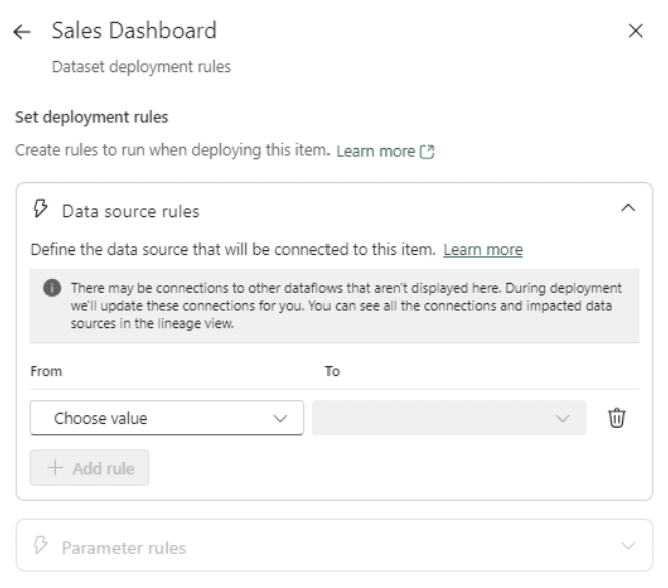 Sales Dashboard
Dataset deployment rules
Set deployment rules
Create rules to run when deploying this item. Learn more
Data source rules
Define the data source that will be connected to this item. Learn more
There may be connections to other dataflows that aren't displayed here. During deployment
we'll update these connections for you. You can see all the connections and impacted data
sources in the lineage view.
From To
Choose value
+ Add rule
Parameter rules